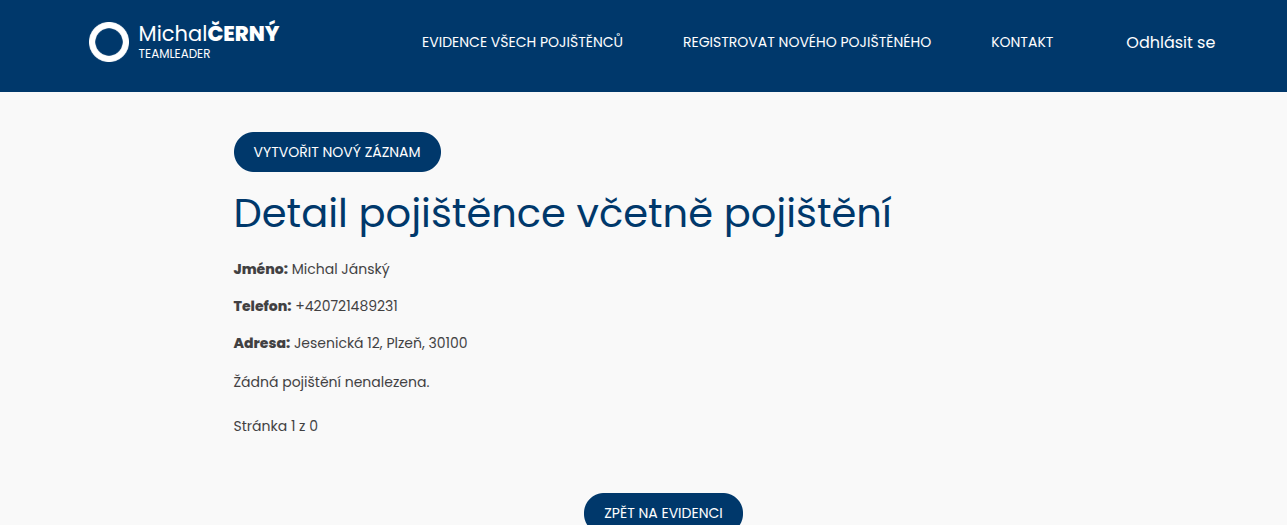 MichalČERNÝ
TEAMLEADER
EVIDENCE VŠECH POJIŠTĚNCŮ
REGISTROVAT NOVÉHO POJIŠTĚNÉHO
KONTAKT
Odhlásit se
VYTVOŘIT NOVÝ ZÁZNAM
Detail pojištěnce včetně pojištění
Jméno: Michal Jánský
Telefon: +420721489231
Adresa: Jesenická 12, Plzeň, 30100
Žádná pojištění nenalezena.
Stránka 1 z 0
ZPĚT NA EVIDENCI